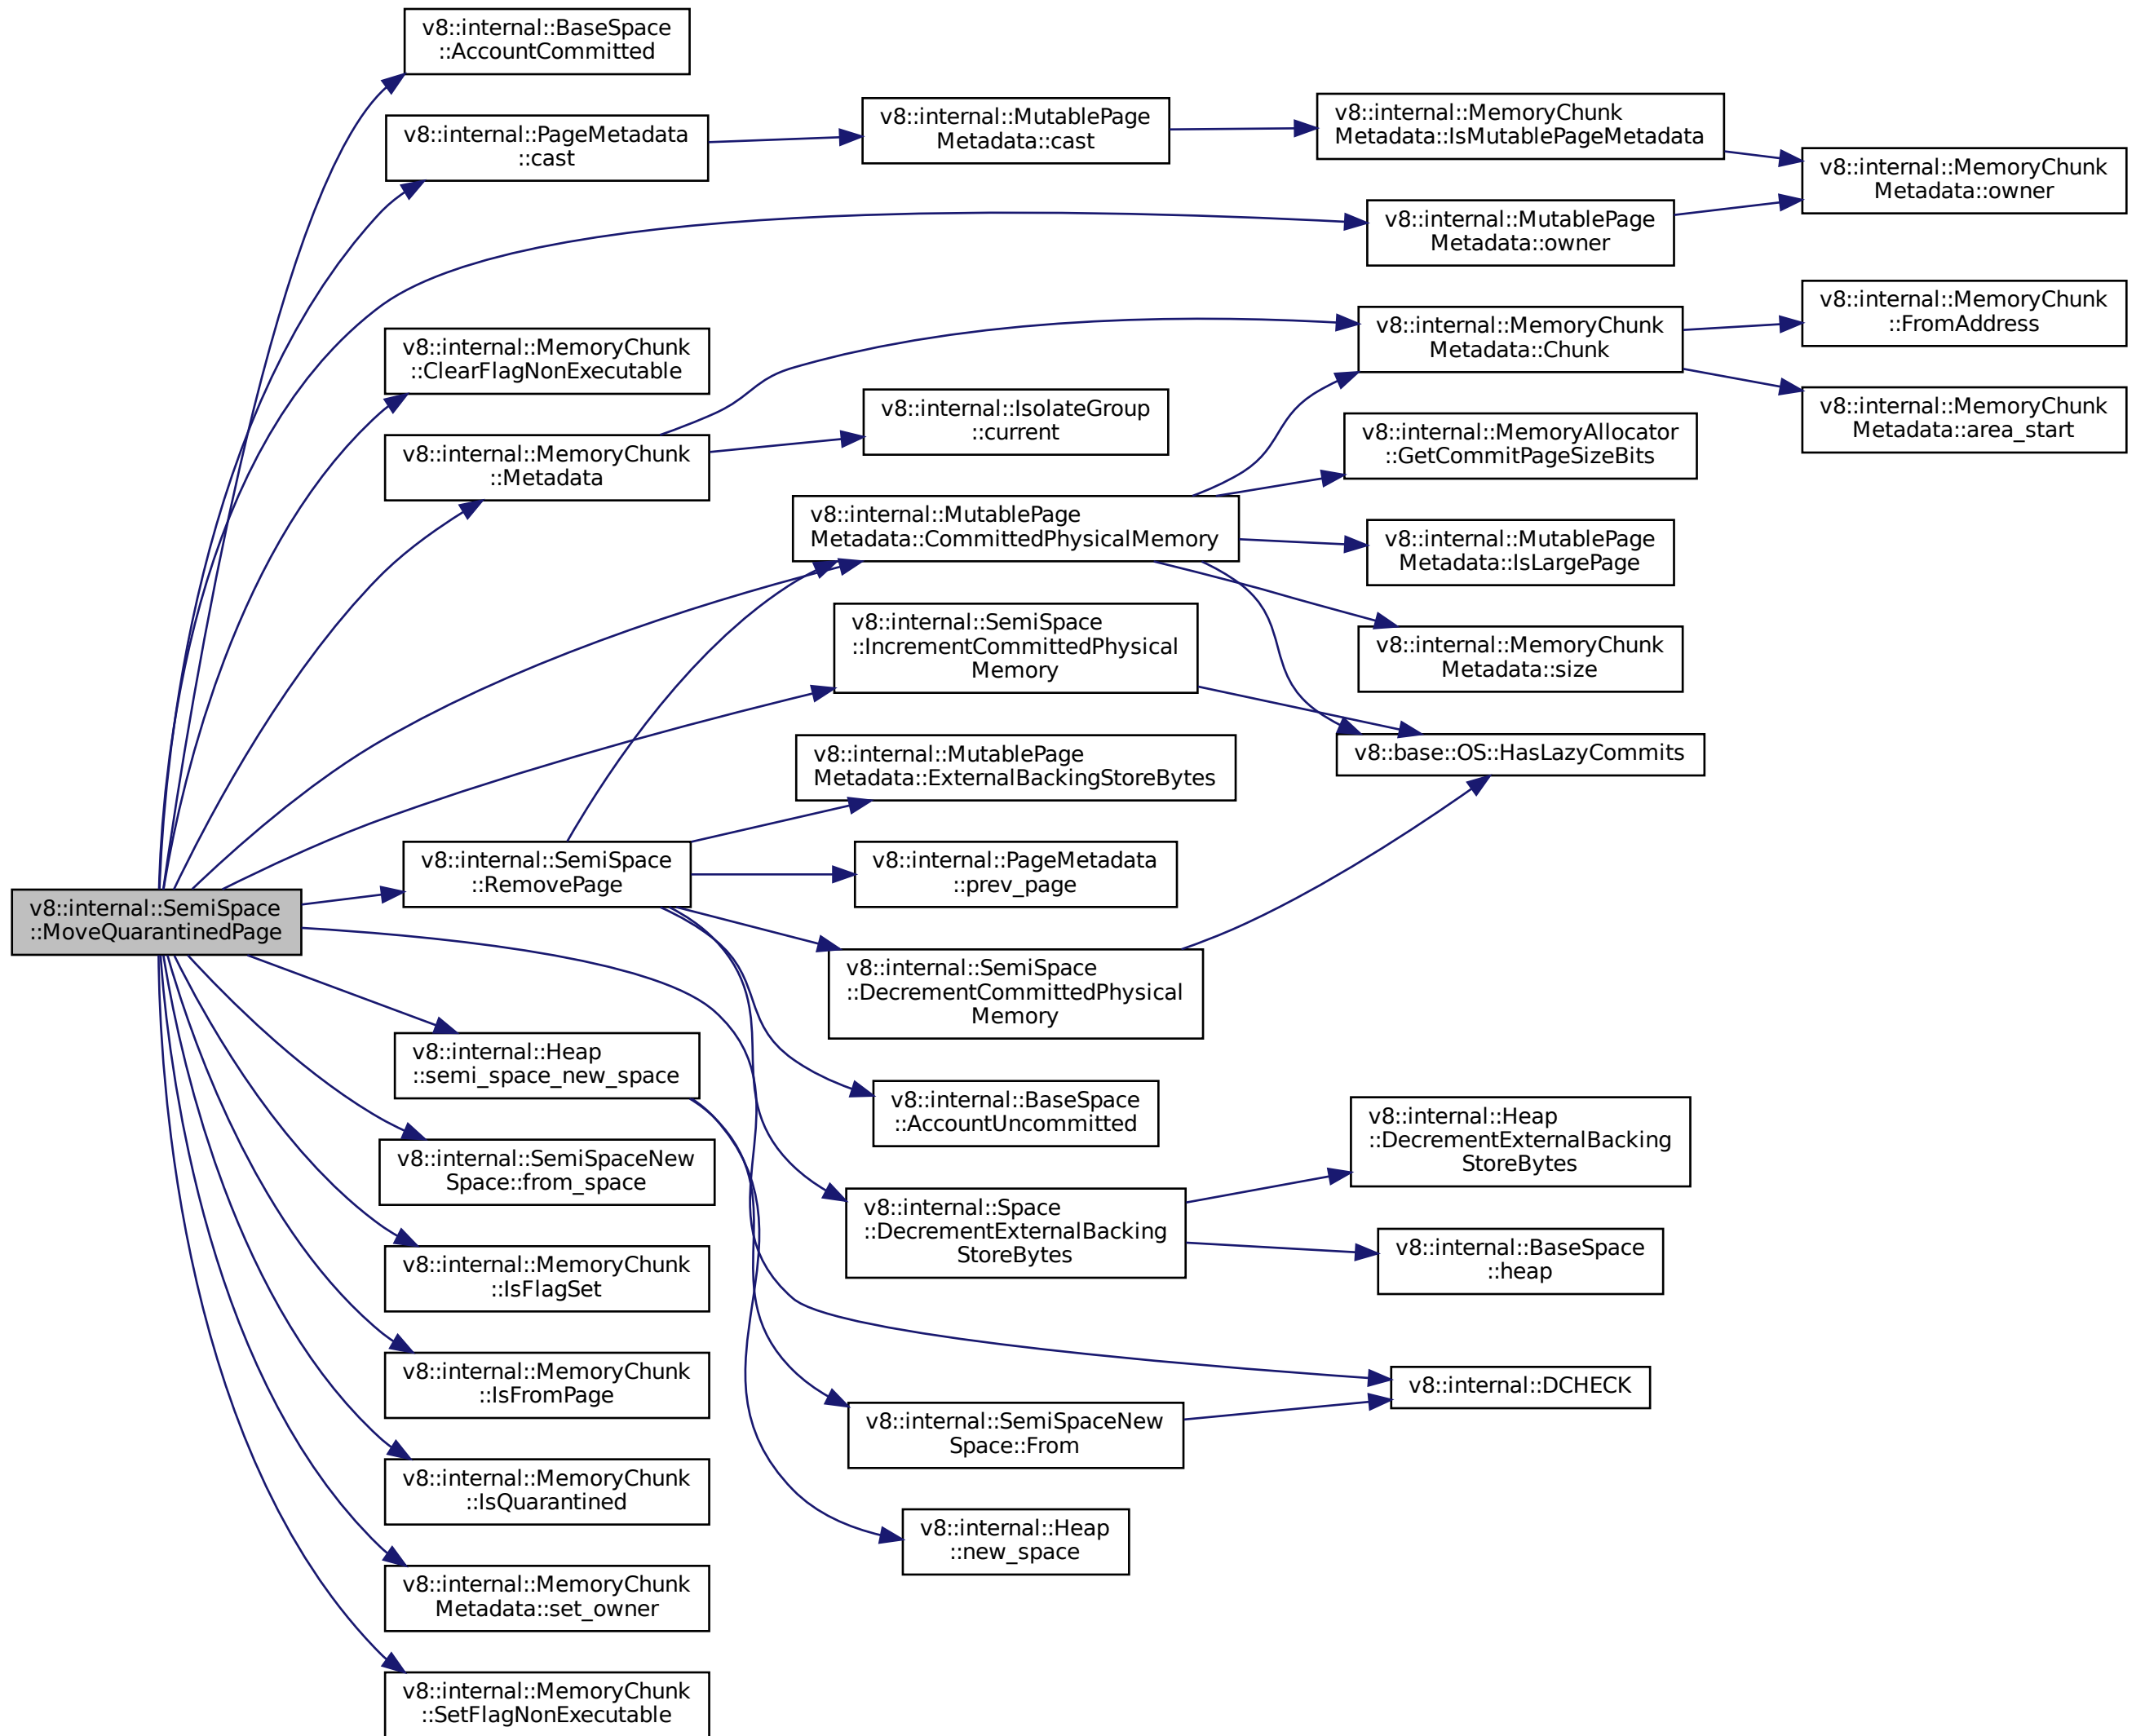 v8::internal::BaseSpace
::AccountCommitted
v8::internal::PageMetadata
::cast
v8::internal::MutablePage
Metadata::cast
v8::internal::MemoryChunk
Metadata::IsMutablePageMetadata
v8::internal::MemoryChunk
Metadata::owner
v8::internal::MutablePage
Metadata::owner
v8::internal::MemoryChunk
::ClearFlagNonExecutable
v8::internal::MemoryChunk
Metadata::Chunk
v8::internal::MemoryChunk
::FromAddress
v8::internal::MemoryChunk
Metadata::area_start
v8::internal::MemoryChunk
::Metadata
v8::internal::IsolateGroup
::current
v8::internal::MemoryAllocator
::GetCommitPageSizeBits
v8::internal::MutablePage
Metadata::CommittedPhysicalMemory
v8::internal::MutablePage
Metadata::IsLargePage
v8::internal::MemoryChunk
Metadata::size
v8::internal::SemiSpace
::IncrementCommittedPhysical
Memory
v8::base::OS::HasLazyCommits
v8::internal::MutablePage
Metadata::ExternalBackingStoreBytes
v8::internal::SemiSpace
::RemovePage
v8::internal::PageMetadata
::prev_page
v8::internal::SemiSpace
::MoveQuarantinedPage
v8::internal::SemiSpace
::DecrementCommittedPhysical
Memory
v8::internal::Heap
::semi_space_new_space
v8::internal::BaseSpace
::AccountUncommitted
v8::internal::SemiSpaceNew
Space::from_space
v8::internal::Heap
::DecrementExternalBacking
StoreBytes
v8::internal::Space
::DecrementExternalBacking
StoreBytes
v8::internal::BaseSpace
::heap
v8::internal::MemoryChunk
::IsFlagSet
v8::internal::MemoryChunk
::IsFromPage
v8::internal::DCHECK
v8::internal::SemiSpaceNew
Space::From
v8::internal::MemoryChunk
::IsQuarantined
v8::internal::Heap
::new_space
v8::internal::MemoryChunk
Metadata::set_owner
v8::internal::MemoryChunk
::SetFlagNonExecutable